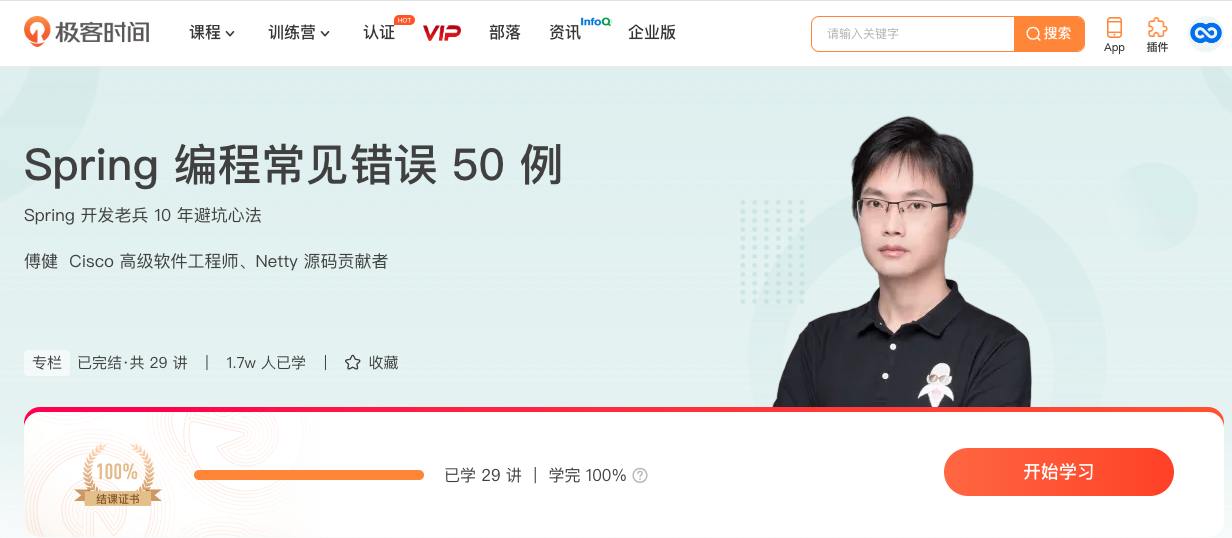 极客时间
课程
训练营
认证
HOT
VIP
部落
资讯
InfoQ
企业版
请输入关键字
搜索
App
插件
Spring 编程常见错误 50 例
Spring 开发老兵 10 年避坑心法
傅健 Cisco 高级软件工程师、Netty 源码贡献者
专栏 已完结·共 29 讲 | 1.7w 人已学 | 收藏
100%
结课证书
已学 29 讲 | 学完 100% ?
开始学习